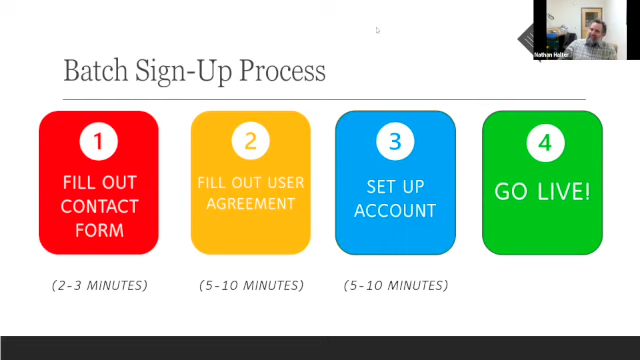 Nathan Halter
Batch Sign-Up Process
1
FILL OUT
CONTACT
FORM
(2-3 MINUTES)
2
FILL OUT USER
AGREEMENT
(5-10 MINUTES)
3
SET UP
ACCOUNT
(5-10 MINUTES)
4
GO LIVE!